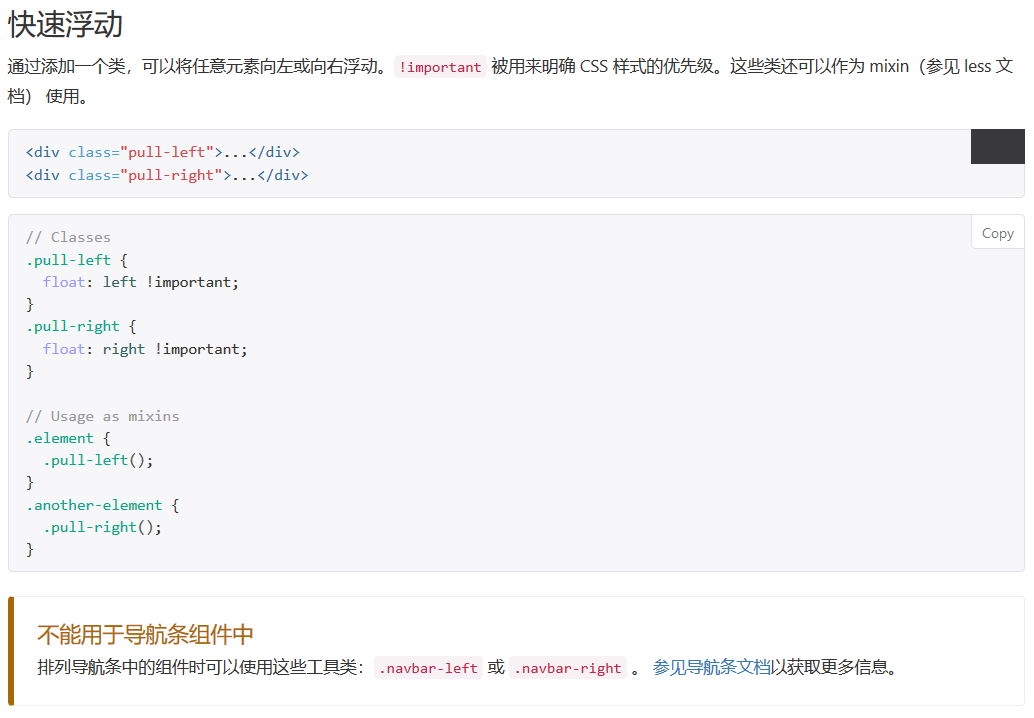 快速浮动
通过添加一个类，可以将任意元素向左或向右浮动。 !important 被用来明确 CSS 样式的优先级。这些类还可以作为 mixin（参见 less 文
档） 使用。
<div class="pull-left">...</div>
<div class="pull-right">...</div>
Copy
// Classes
.pull-left {
  float: left !important;
}
.pull-right {
  float: right !important;
}

// Usage as mixins
.element {
  .pull-left();
}
.another-element {
  .pull-right();
}
不能用于导航条组件中
排列导航条中的组件时可以使用这些工具类： .navbar-left 或 .navbar-right 。 参见导航条文档以获取更多信息。